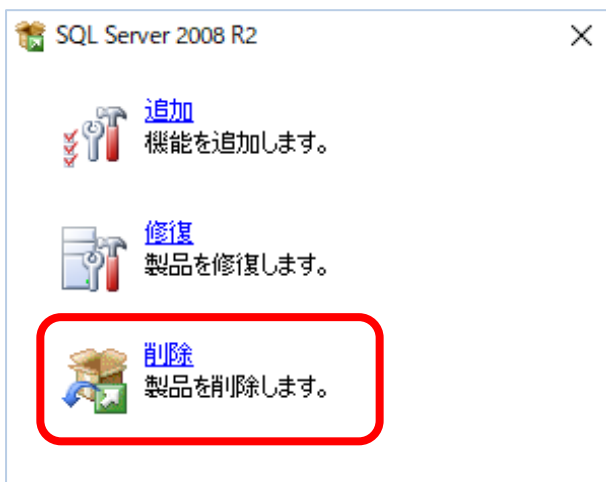 SQL Server 2008 R2
追加
機能を追加します。
修復
製品を修復します。
削除
製品を削除します。